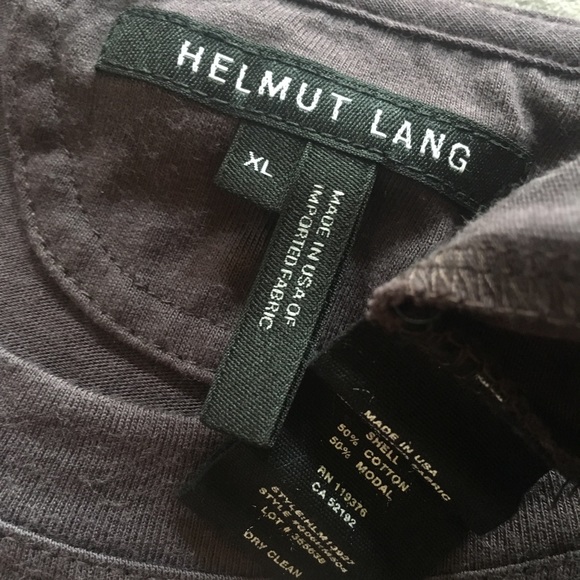 HELMUT LANG
XL
MADE IN USA OF
IMPORTED FABRIC
MADE IN USA
FABRIC
SHELL
50% COTTON
50% MODAL
RN 119376
CA 52192
DRY CLEAN